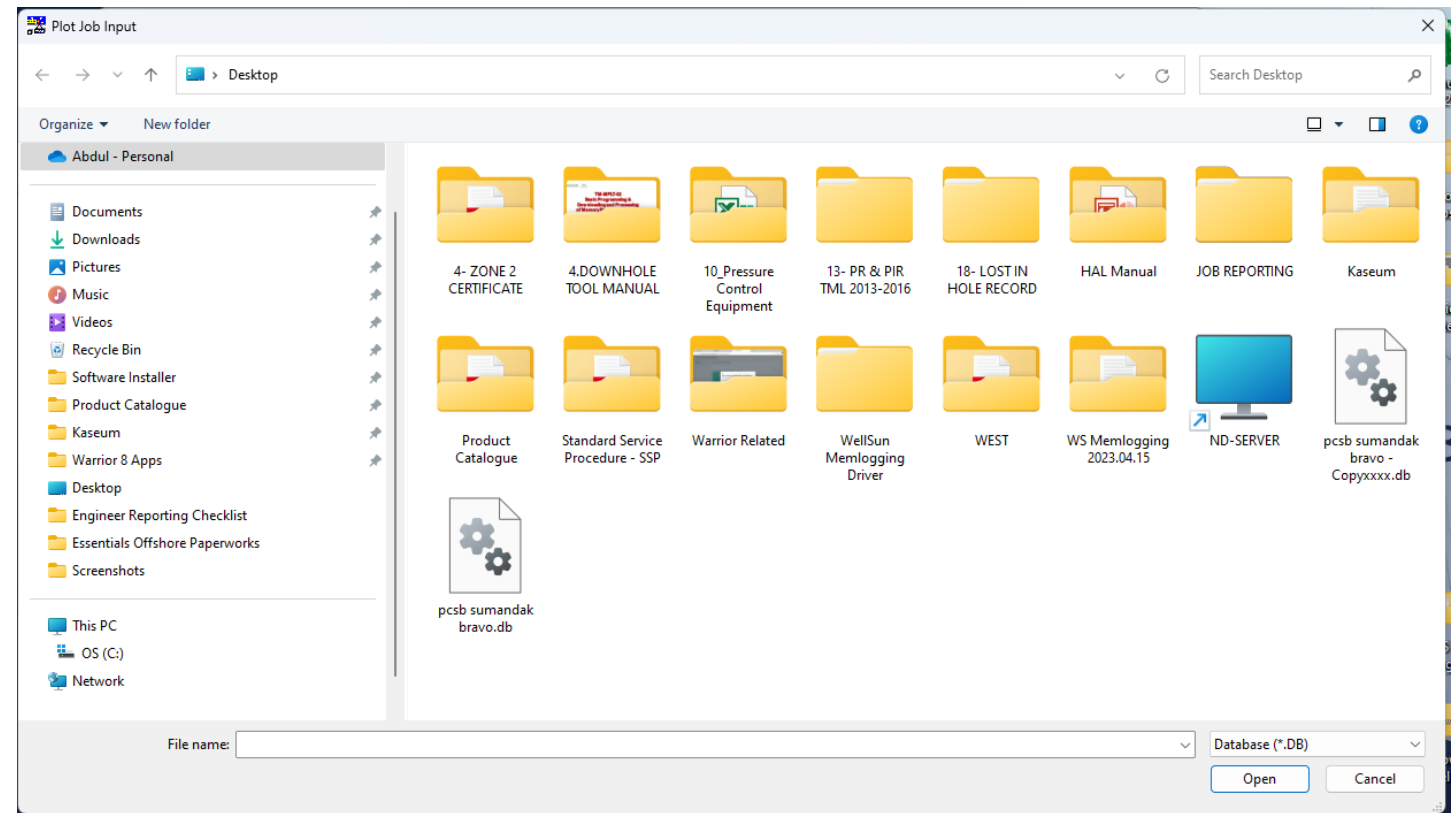 Plot Job Input
Desktop
Search Desktop
Organize
New folder
Abdul - Personal
Documents
Downloads
Pictures
Music
Videos
Recycle Bin
Software Installer
Product Catalogue
Kaseum
Warrior 8 Apps
Desktop
Engineer Reporting Checklist
Essentials Offshore Paperworks
Screenshots
This PC
OS (C:)
Network
4- ZONE 2
CERTIFICATE
4.DOWNHOLE
TOOL MANUAL
10_Pressure
Control
Equipment
13- PR & PIR
TML 2013-2016
18- LOST IN
HOLE RECORD
HAL Manual
JOB REPORTING
Kaseum
Product
Catalogue
Standard Service
Procedure - SSP
Warrior Related
WellSun
Memlogging
Driver
WEST
WS Memlogging
2023.04.15
ND-SERVER
pcsb sumandak
bravo -
Copyxxxx.db
pcsb sumandak
bravo.db
File name:
Database (*.DB)
Open
Cancel